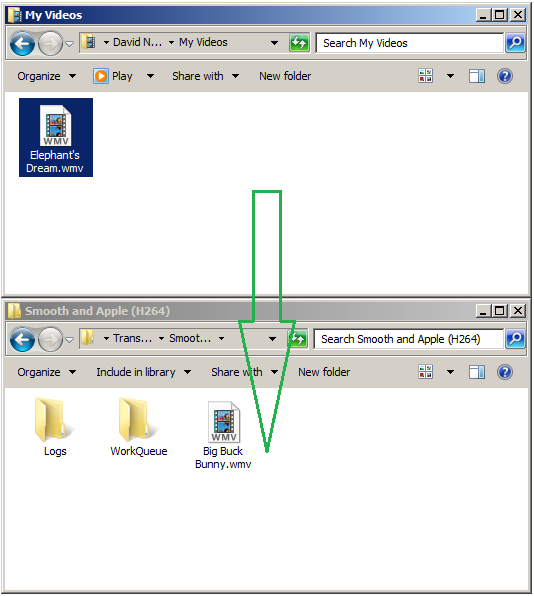 My Videos
David N... My Videos Search My Videos
Organize Play Share with New folder
WMV
Elephant's
Dream.wmv
Smooth and Apple (H264)
Trans... Smoot... Search Smooth and Apple (H264)
Organize Include in library Share with New folder
WMV
Logs WorkQueue Big Buck
Bunny.wmv